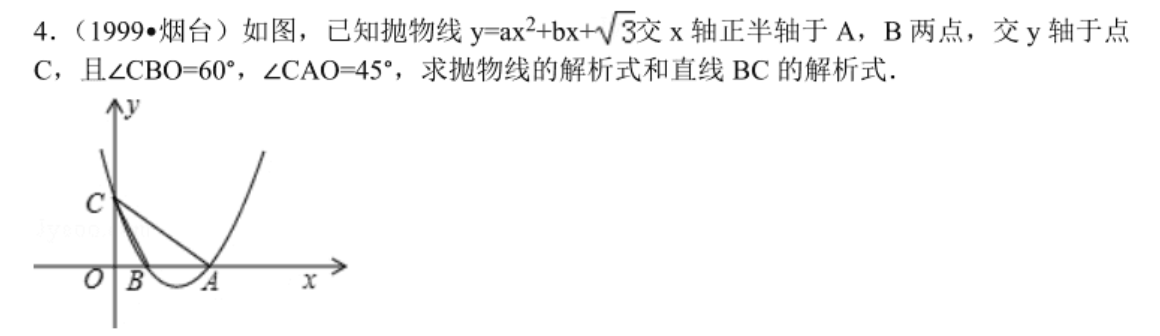 4.（1999•烟台）如图，已知抛物线 y=ax²+bx+√3交 x 轴正半轴于 A，B 两点，交 y 轴于点
C，且∠CBO=60°，∠CAO=45°，求抛物线的解析式和直线 BC 的解析式．
y
C
O B A x